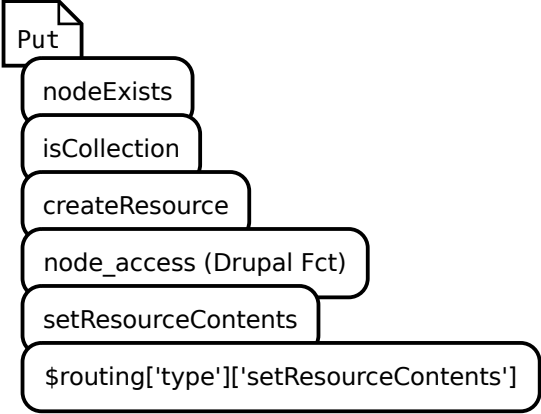 Put
nodeExists
isCollection
createResource
node_access (Drupal Fct)
setResourceContents
$routing['type']['setResourceContents']